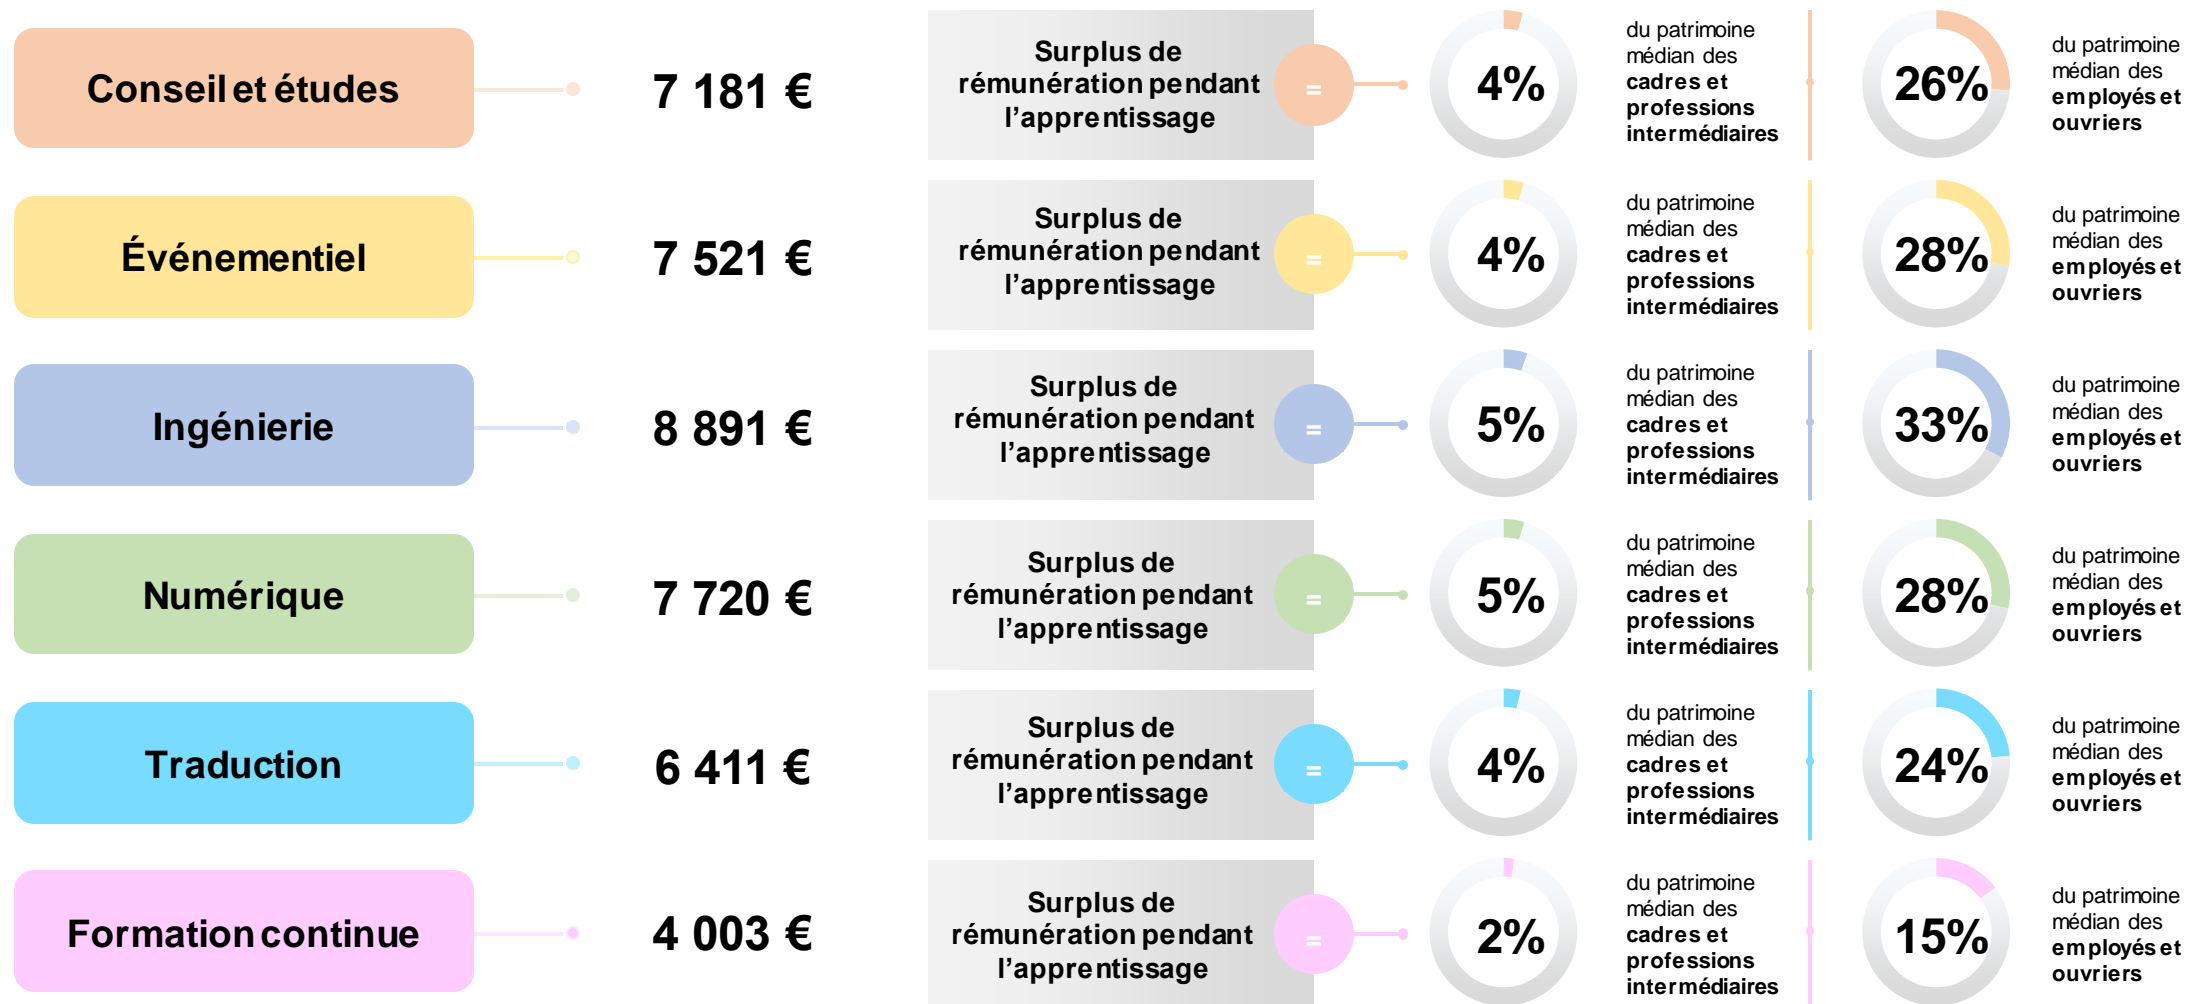 Conseil et études
7 181 €
Surplus de
rémunération pendant
l'apprentissage
=
4%
du patrimoine
médian des
cadres et
professions
intermédiaires
26%
du patrimoine
médian des
employés et
ouvriers
Événementiel
7 521 €
Surplus de
rémunération pendant
l'apprentissage
=
4%
du patrimoine
médian des
cadres et
professions
intermédiaires
28%
du patrimoine
médian des
employés et
ouvriers
Ingénierie
8 891 €
Surplus de
rémunération pendant
l'apprentissage
=
5%
du patrimoine
médian des
cadres et
professions
intermédiaires
33%
du patrimoine
médian des
employés et
ouvriers
Numérique
7 720 €
Surplus de
rémunération pendant
l'apprentissage
=
5%
du patrimoine
médian des
cadres et
professions
intermédiaires
28%
du patrimoine
médian des
employés et
ouvriers
Traduction
6 411 €
Surplus de
rémunération pendant
l'apprentissage
=
4%
du patrimoine
médian des
cadres et
professions
intermédiaires
24%
du patrimoine
médian des
employés et
ouvriers
Formation continue
4 003 €
Surplus de
rémunération pendant
l'apprentissage
=
2%
du patrimoine
médian des
cadres et
professions
intermédiaires
15%
du patrimoine
médian des
employés et
ouvriers